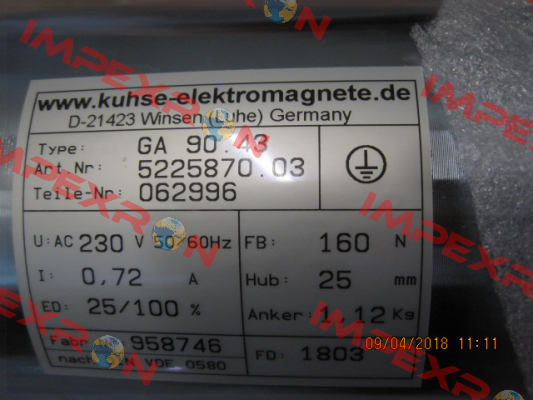 www.kuhse-elektromagnete.de
D-21423 Winsen (Luhe) Germany
Type: GA 90.43
Art Nr: 5225870.03
Teile-Nr: 062996
U: AC 230 V 50/60Hz FB: 160 N
I: 0,72 A Hub: 25 mm
ED: 25/100 % Anker: 1,12 Kg
Fabr 958746 FD: 1803
nach VDE 0580
09/04/2018 11:11
IMPEXRON
IMPEXRON
IMPEXRON
IMPEXRON